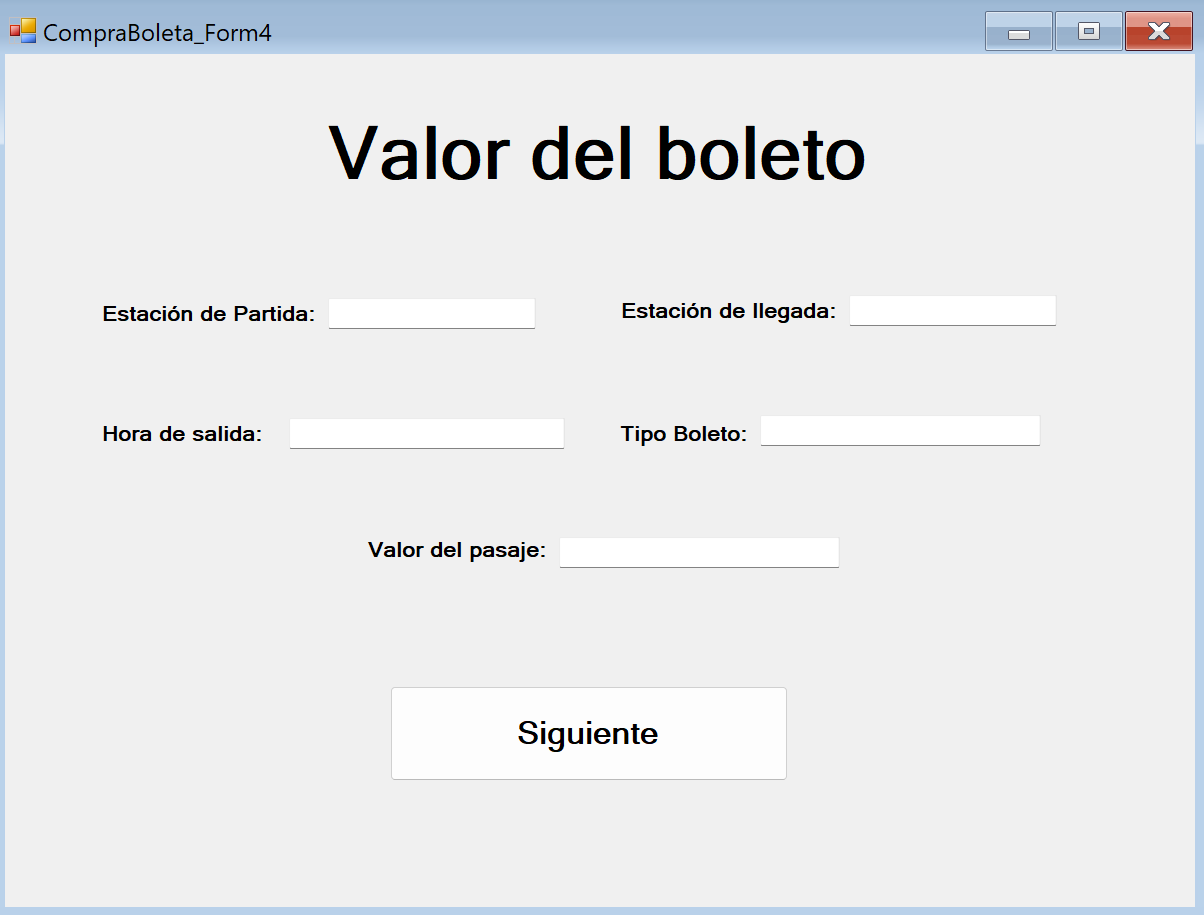 CompraBoleta_Form4
Valor del boleto
Estación de Partida:
Estación de llegada:
Hora de salida:
Tipo Boleto:
Valor del pasaje:
Siguiente